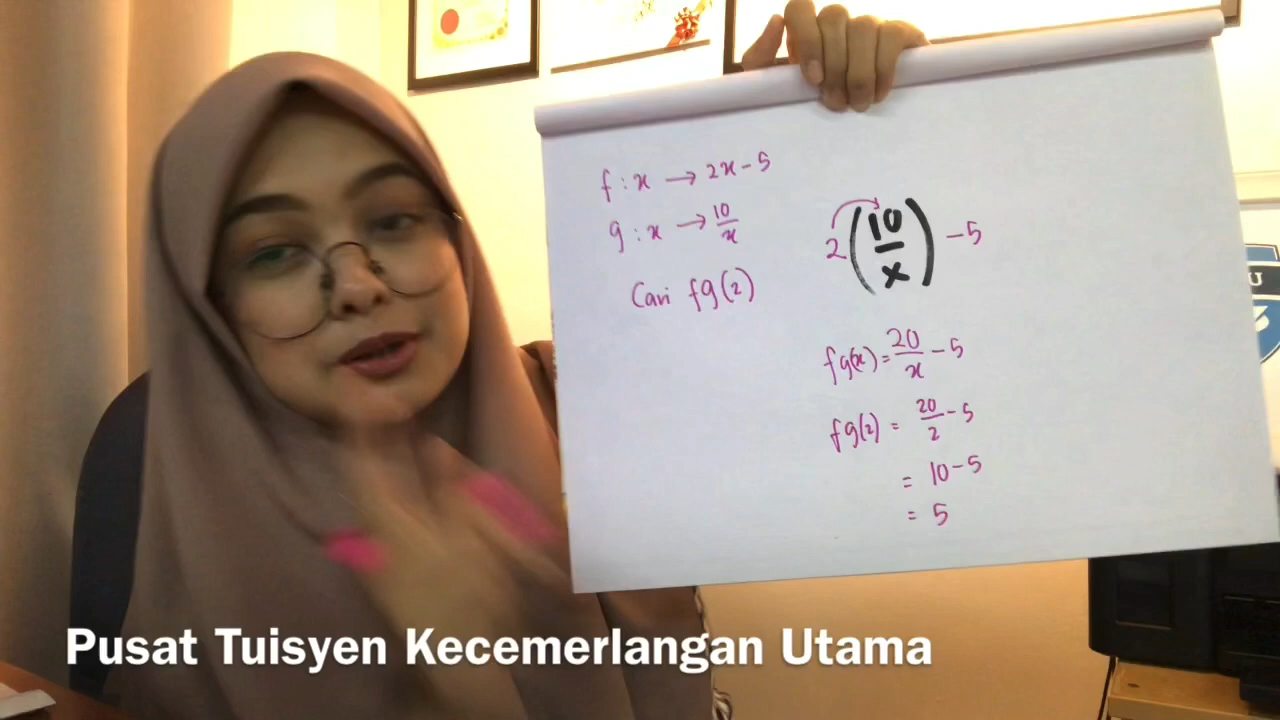 f : x → 2x - 5
g : x → 10/x
Cari fg(2)
2(10/x) - 5
fg(x) = 20/x - 5
fg(2) = 20/2 - 5
= 10 - 5
= 5
U
Pusat Tuisyen Kecemerlangan Utama